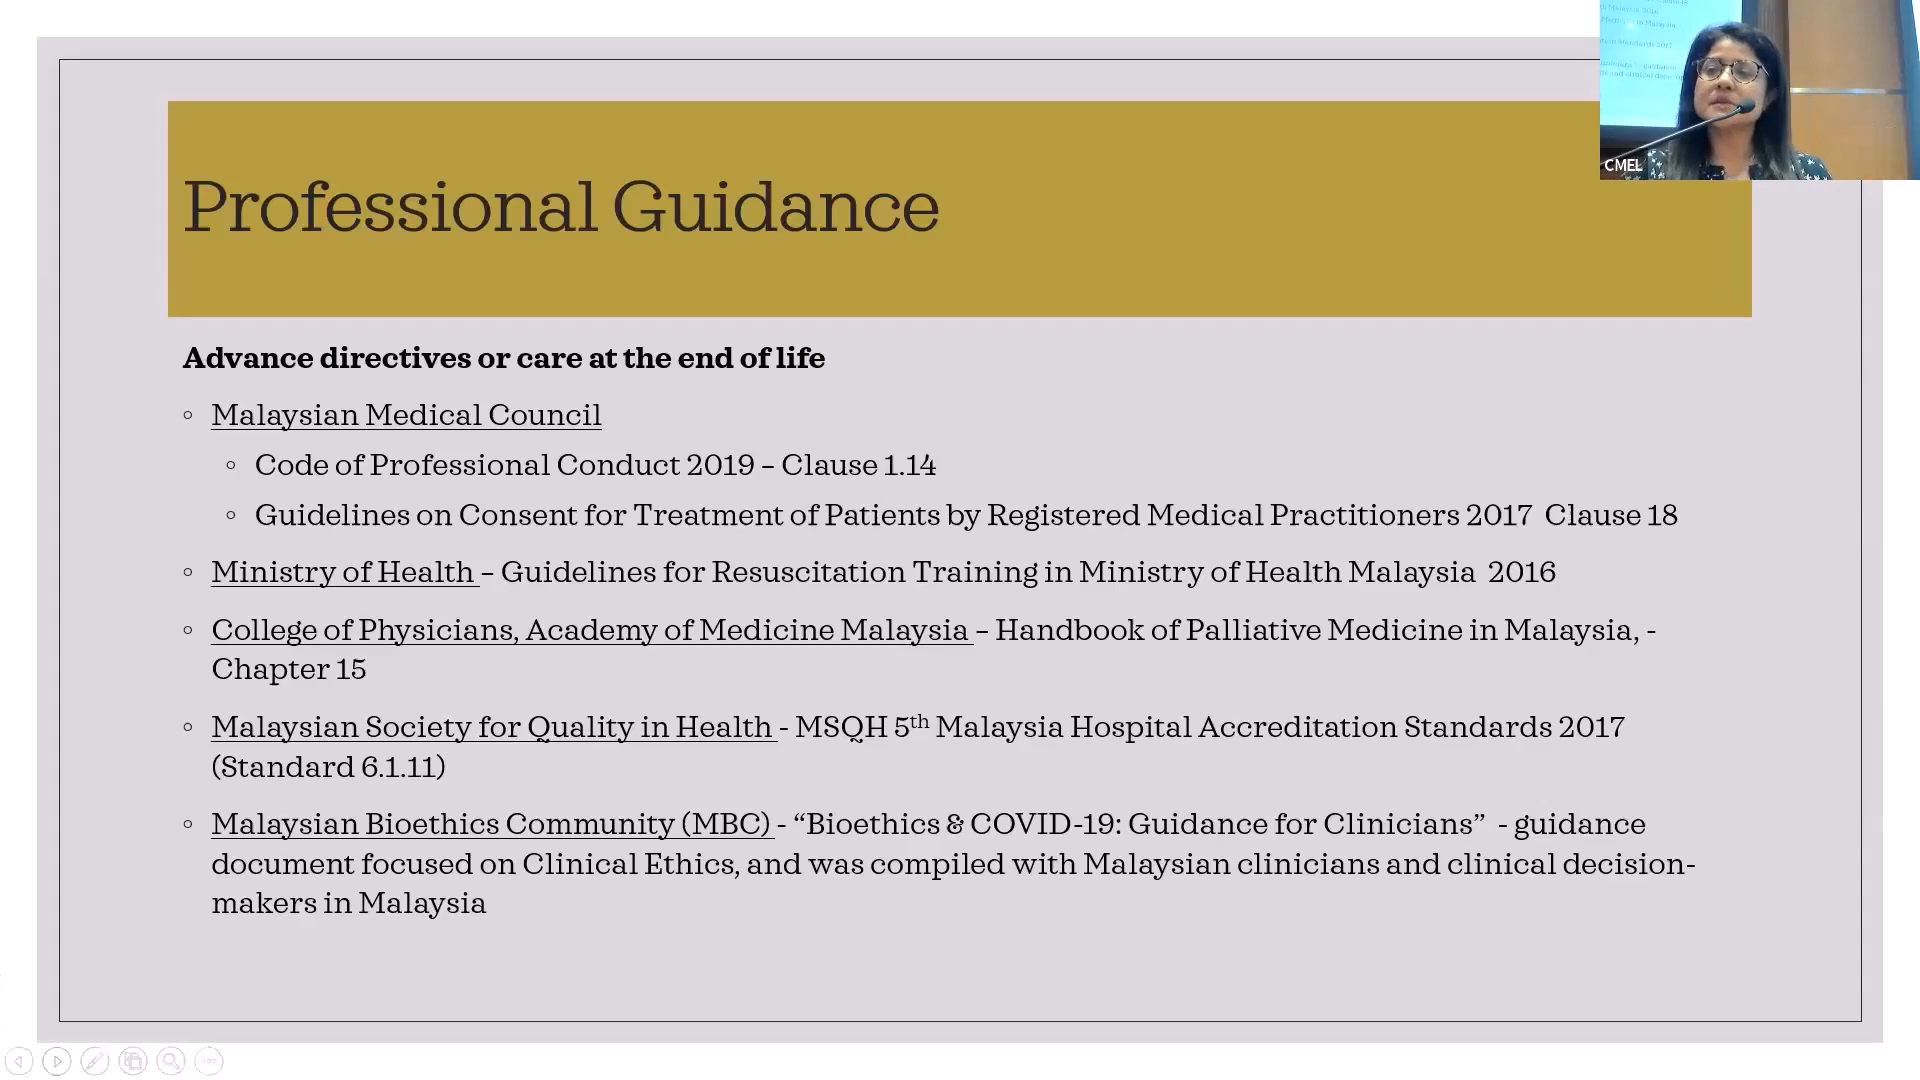 Professional Guidance
Advance directives or care at the end of life
◦ Malaysian Medical Council
◦ Code of Professional Conduct 2019 – Clause 1.14
◦ Guidelines on Consent for Treatment of Patients by Registered Medical Practitioners 2017 Clause 18
◦ Ministry of Health – Guidelines for Resuscitation Training in Ministry of Health Malaysia 2016
◦ College of Physicians, Academy of Medicine Malaysia – Handbook of Palliative Medicine in Malaysia, -
Chapter 15
◦ Malaysian Society for Quality in Health - MSQH 5th Malaysia Hospital Accreditation Standards 2017
(Standard 6.1.11)
◦ Malaysian Bioethics Community (MBC) - “Bioethics & COVID-19: Guidance for Clinicians” - guidance
document focused on Clinical Ethics, and was compiled with Malaysian clinicians and clinical decision-
makers in Malaysia
CMEL